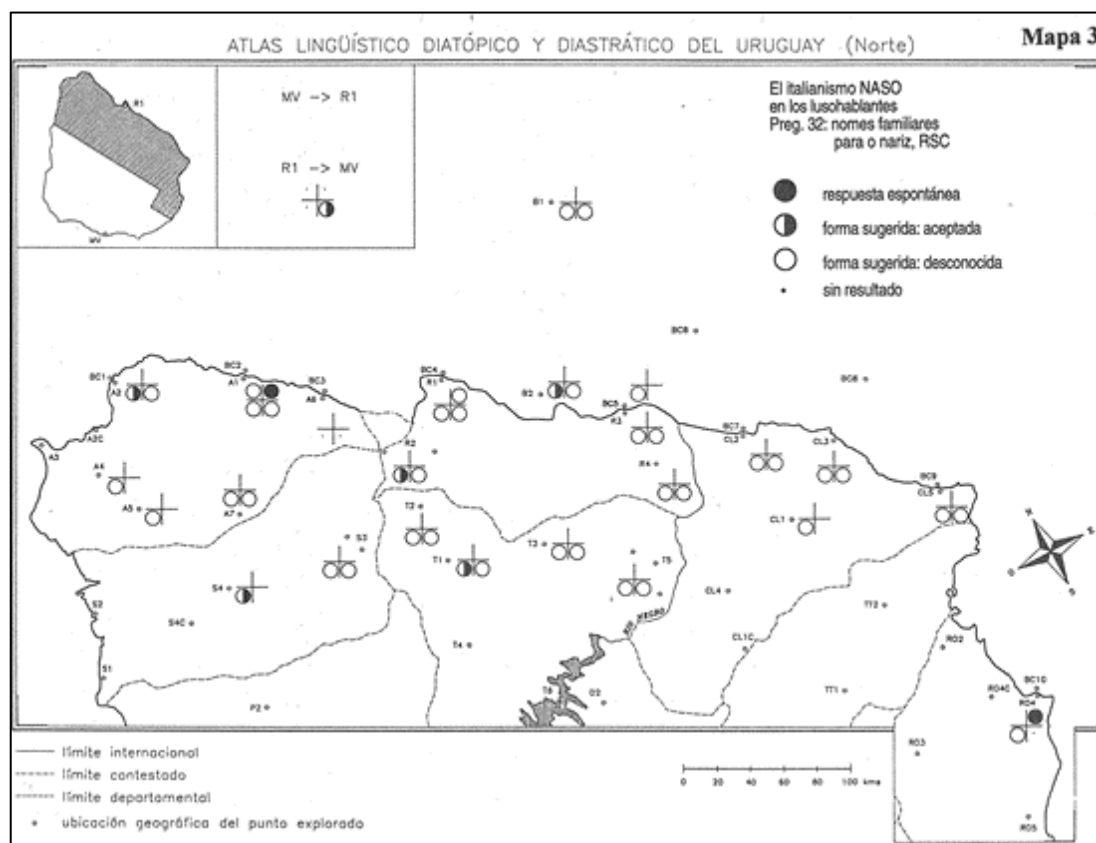 ATLAS LINGÜÍSTICO DIATÓPICO Y DIASTRÁTICO DEL URUGUAY (Norte)
Mapa 3
El italianismo NASO
en los lusohablantes
Preg. 32: nomes familiares
para o nariz, RSC
respuesta espontánea
forma sugerida: aceptada
forma sugerida: desconocida
sin resultado
R1
MV
MV -> R1
R1 -> MV
B1
BC8
BC1
A2
BC2
A1
BC3
A6
BC4
R1
B2
BC5
R3
BC6
BC7
CL2
CL3
BC9
CL5
A3
A2C
A4
A5
A7
R2
R4
T2
T1
T3
T5
S3
S4
S4C
S2
S1
P2
T4
T6
O2
RIO NEGRO
CL1
CL4
CL1C
TT2
TT1
RO2
RO4C
BC10
RO4
RO3
RO5
límite internacional
límite contestado
límite departamental
ubicación geográfica del punto explorado
0 20 40 60 80 100
kms
N
E
S
O